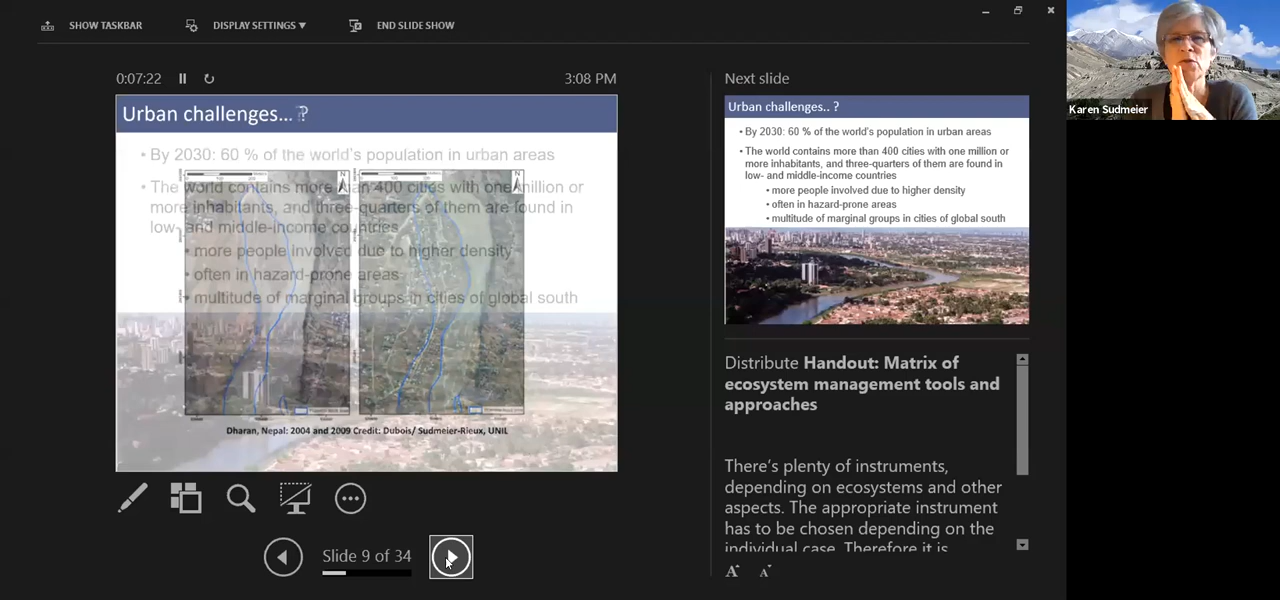 SHOW TASKBAR
DISPLAY SETTINGS ▼
END SLIDE SHOW
0:07:22
3:08 PM
Urban challenges... ?
• By 2030: 60 % of the world's population in urban areas
• The world contains more than 400 cities with one million or
more inhabitants, and three-quarters of them are found in
low- and middle-income countries
• more people involved due to higher density
• often in hazard-prone areas
• multitude of marginal groups in cities of global south
Dharan, Nepal: 2004 and 2009 Credit: Dubois/ Sudmeier-Rieux, UNIL
Slide 9 of 34
Next slide
Urban challenges.. ?
• By 2030: 60 % of the world's population in urban areas
• The world contains more than 400 cities with one million or
more inhabitants, and three-quarters of them are found in
low- and middle-income countries
• more people involved due to higher density
• often in hazard-prone areas
• multitude of marginal groups in cities of global south
Distribute Handout: Matrix of
ecosystem management tools and
approaches
There's plenty of instruments,
depending on ecosystems and other
aspects. The appropriate instrument
has to be chosen depending on the
individual case. Therefore it is
A A
Karen Sudmeier